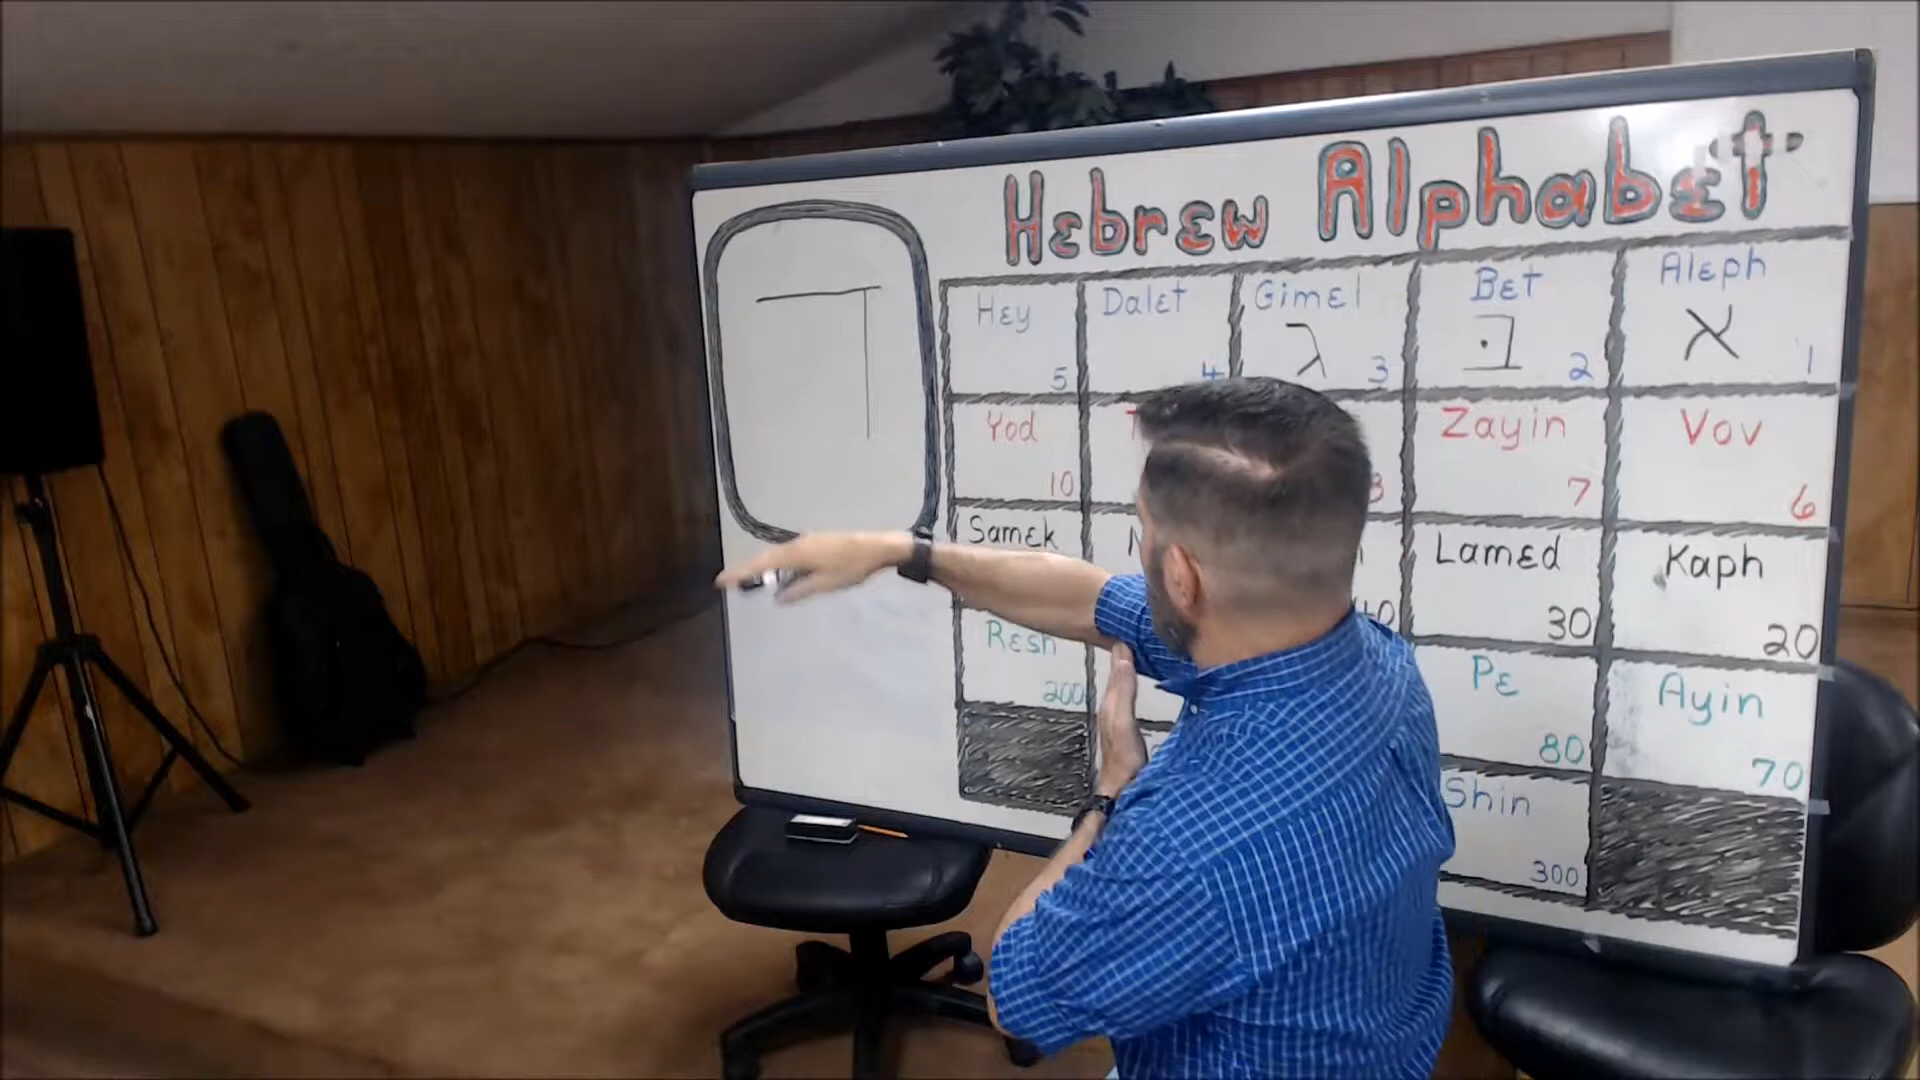 Hebrew Alphabet
Hey Dalet Gimel Bet Aleph
ד ג בּ א
5 4 3 2 1
Yod Zayin Vov
10 7 6
Samek Lamed Kaph
30 20
Resh Pe Ayin
200 80 70
Shin
300